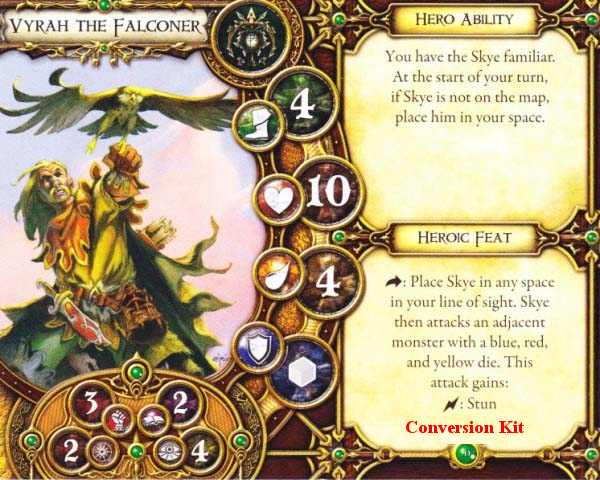 Vyrah the Falconer
4
10
4
3
2
2
4
Hero Ability
You have the Skye familiar.
At the start of your turn,
if Skye is not on the map,
place him in your space.
Heroic Feat
: Place Skye in any space
in your line of sight. Skye
then attacks an adjacent
monster with a blue, red,
and yellow die. This
attack gains:
: Stun
Conversion Kit